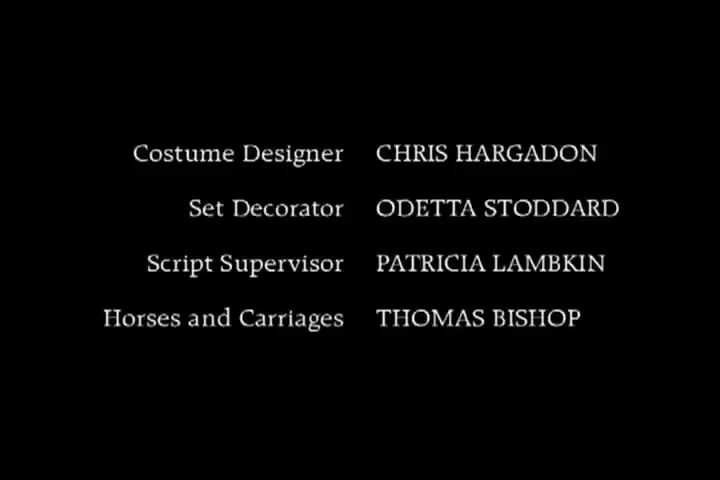 Costume Designer CHRIS HARGADON
Set Decorator ODETTA STODDARD
Script Supervisor PATRICIA LAMBKIN
Horses and Carriages THOMAS BISHOP